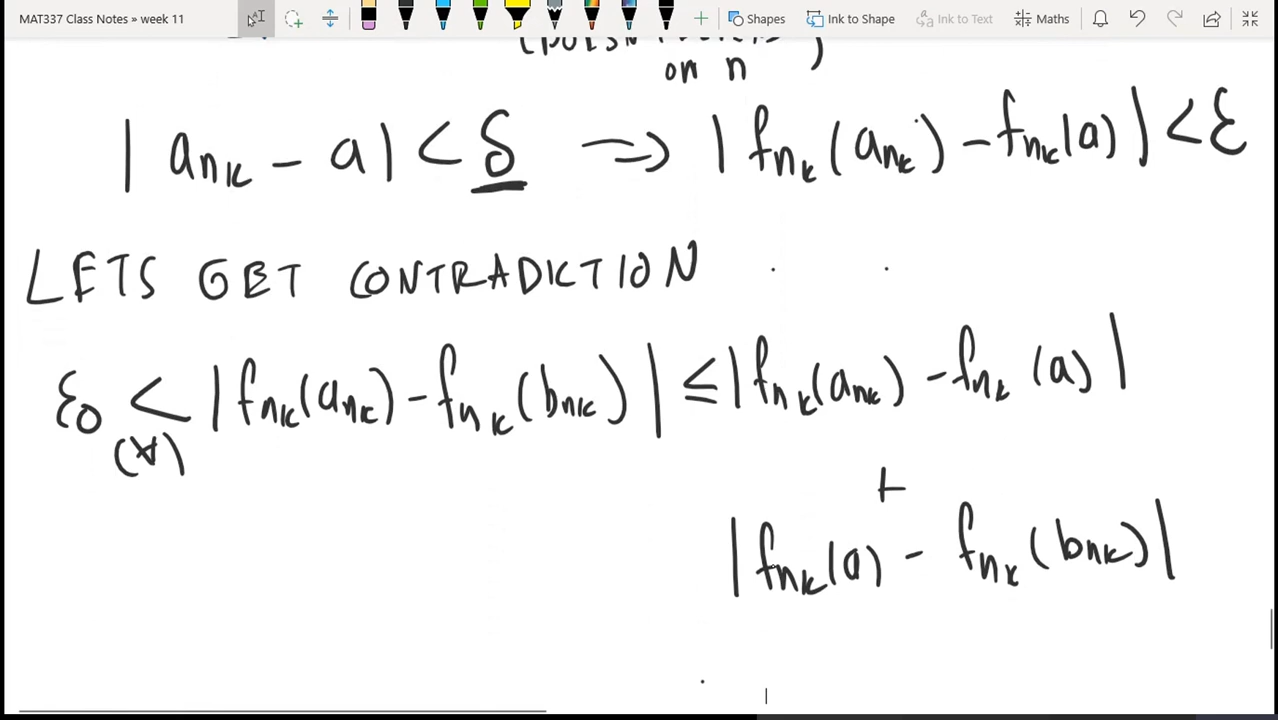 MAT337 Class Notes » week 11
Shapes Ink to Shape Ink to Text Maths
on n )
| a_{n_k} - a | < δ ⇒ | f_{n_k}(a_{n_k}) - f_{n_k}(a) | < ε
LETS GET CONTRADICTION
ε_0 < | f_{n_k}(a_{n_k}) - f_{n_k}(b_{n_k}) | ≤ | f_{n_k}(a_{n_k}) - f_{n_k}(a) |
(∗)
+
| f_{n_k}(a) - f_{n_k}(b_{n_k}) |